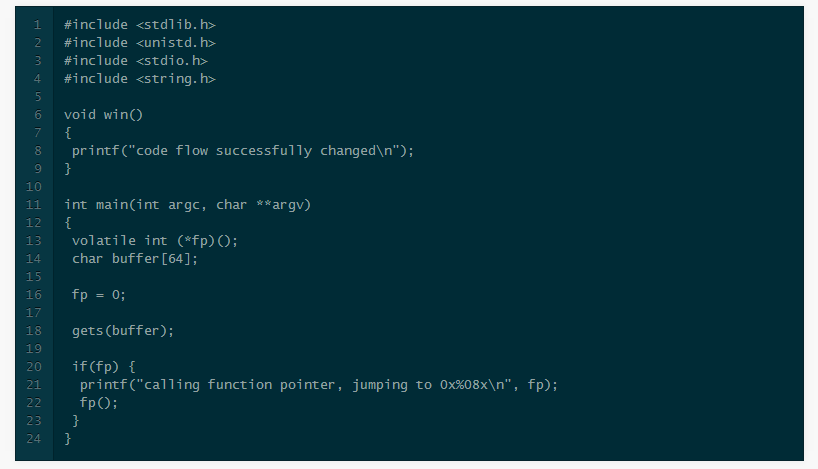 1 #include <stdlib.h>
2 #include <unistd.h>
3 #include <stdio.h>
4 #include <string.h>
5
6 void win()
7 {
8  printf("code flow successfully changed\n");
9 }
10
11 int main(int argc, char **argv)
12 {
13  volatile int (*fp)();
14  char buffer[64];
15
16  fp = 0;
17
18  gets(buffer);
19
20  if(fp) {
21   printf("calling function pointer, jumping to 0x%08x\n", fp);
22   fp();
23  }
24 }